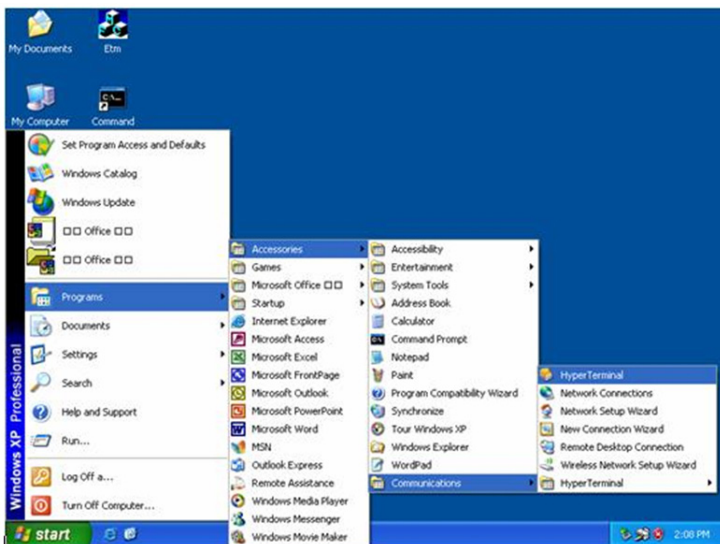 My Documents
Etm
My Computer
Command
Set Program Access and Defaults
Windows Catalog
Windows Update
□□ Office □□
□□ Office □□
Programs
Documents
Settings
Search
Help and Support
Run...
Log Off a...
Turn Off Computer...
Windows XP Professional
Accessories
Games
Microsoft Office □□
Startup
Internet Explorer
Microsoft Access
Microsoft Excel
Microsoft FrontPage
Microsoft Outlook
Microsoft PowerPoint
Microsoft Word
MSN
Outlook Express
Remote Assistance
Windows Media Player
Windows Messenger
Windows Movie Maker
Accessibility
Entertainment
System Tools
Address Book
Calculator
Command Prompt
Notepad
Paint
Program Compatibility Wizard
Synchronize
Tour Windows XP
Windows Explorer
WordPad
Communications
HyperTerminal
Network Connections
Network Setup Wizard
New Connection Wizard
Remote Desktop Connection
Wireless Network Setup Wizard
HyperTerminal
start
2:08 PM